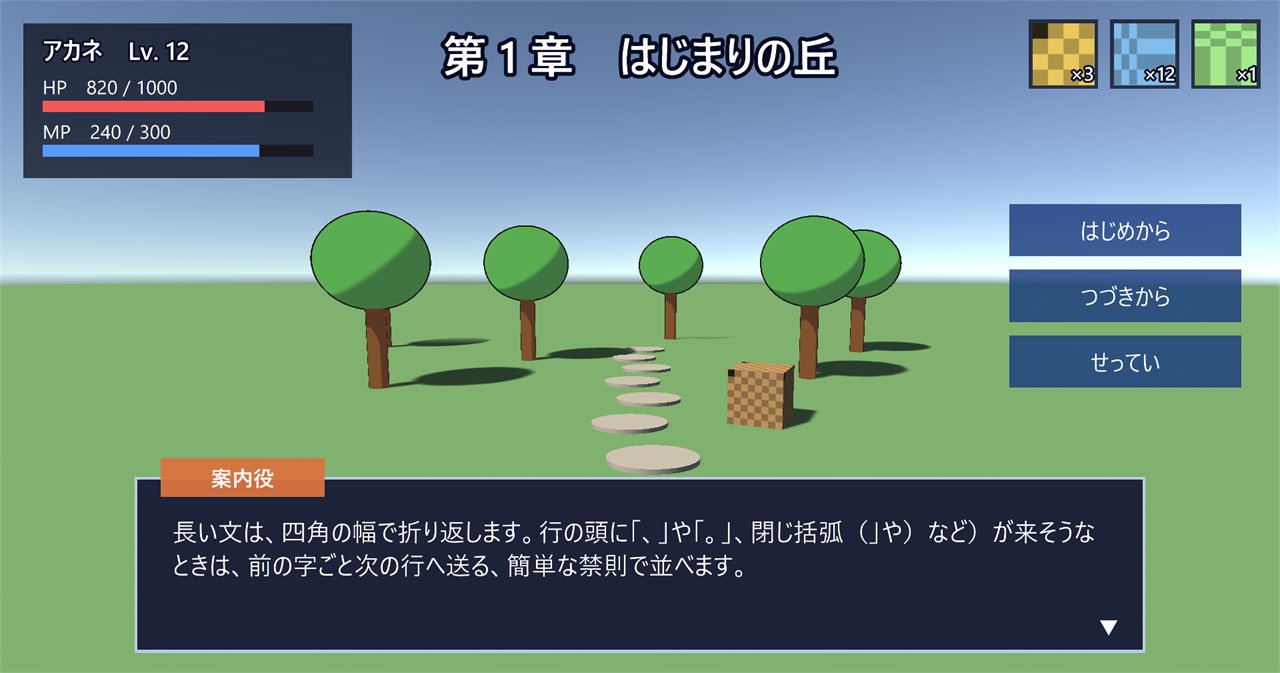 アカネ　Lv. 12
HP　820 / 1000
MP　240 / 300
第１章　はじまりの丘
×3
×12
×1
はじめから
つづきから
せってい
案内役
長い文は、四角の幅で折り返します。行の頭に「、」や「。」、閉じ括弧（」や）など）が来そうな
ときは、前の字ごと次の行へ送る、簡単な禁則で並べます。
▼